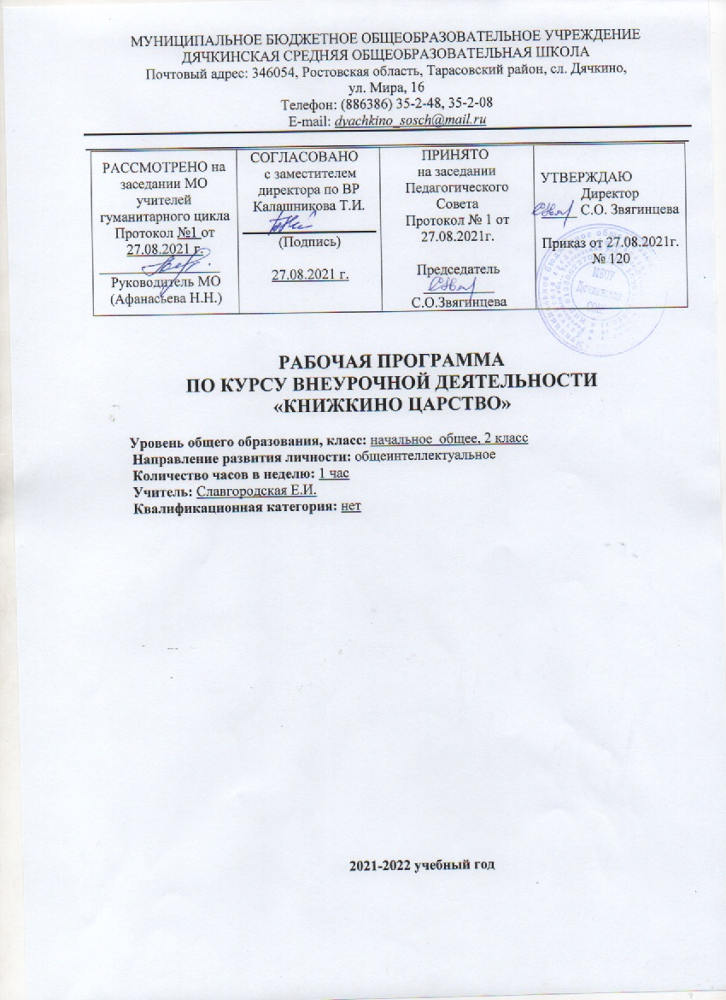 МУНИЦИПАЛЬНОЕ БЮДЖЕТНОЕ ОБЩЕОБРАЗОВАТЕЛЬНОЕ УЧРЕЖДЕНИЕ
ДЯЧКИНСКАЯ СРЕДНЯЯ ОБЩЕОБРАЗОВАТЕЛЬНАЯ ШКОЛА
Почтовый адрес: 346054, Ростовская область, Тарасовский район, сл. Дячкино,
ул. Мира, 16
Телефон: (886386) 35-2-48, 35-2-08
E-mail: dyachkino_sosch@mail.ru
РАССМОТРЕНО на
заседании МО
учителей
гуманитарного цикла
Протокол №1 от
27.08.2021 г.
Руководитель МО
(Афанасьева Н.Н.)
СОГЛАСОВАНО
с заместителем
директора по ВР
Калашникова Т.И.
(Подпись)
27.08.2021 г.
ПРИНЯТО
на заседании
Педагогического
Совета
Протокол № 1 от
27.08.2021г.
Председатель
С.О.Звягинцева
УТВЕРЖДАЮ
Директор
С.О. Звягинцева
Приказ от 27.08.2021г.
№ 120
МБОУ
Дячкинская
СОШ
РАБОЧАЯ ПРОГРАММА
ПО КУРСУ ВНЕУРОЧНОЙ ДЕЯТЕЛЬНОСТИ
«КНИЖКИНО ЦАРСТВО»
Уровень общего образования, класс: начальное общее, 2 класс
Направление развития личности: общеинтеллектуальное
Количество часов в неделю: 1 час
Учитель: Славгородская Е.И.
Квалификационная категория: нет
2021-2022 учебный год